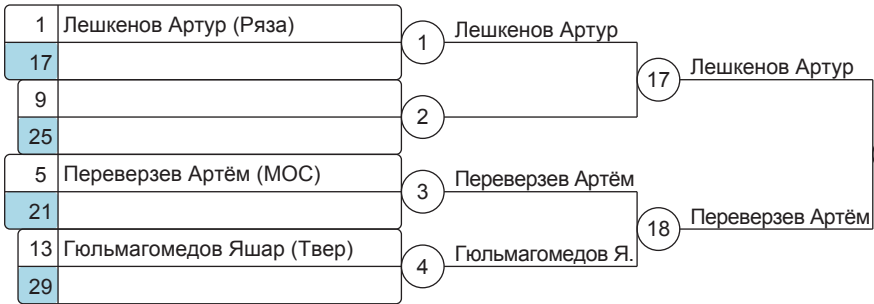 1 Лешкенов Артур (Ряза)
17
1 Лешкенов Артур
9
25
2
17 Лешкенов Артур
5 Переверзев Артём (МОС)
21
3 Переверзев Артём
13 Гюльмагомедов Яшар (Твер)
29
4 Гюльмагомедов Я.
18 Переверзев Артём